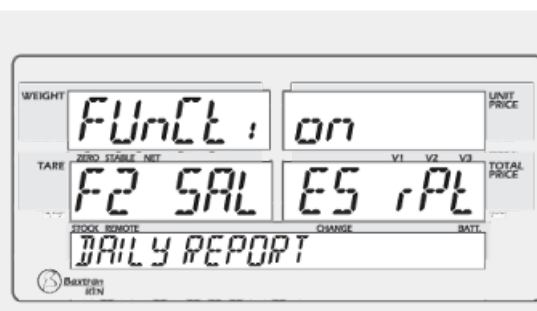 WEIGHT FUnCt i on UNIT PRICE
ZERO STABLE NET V1 V2 V3
TARE F2 SAL ES rPt TOTAL PRICE
STOCK REMOTE CHANGE BATT.
DAILY REPORT
Baxtran
RTN